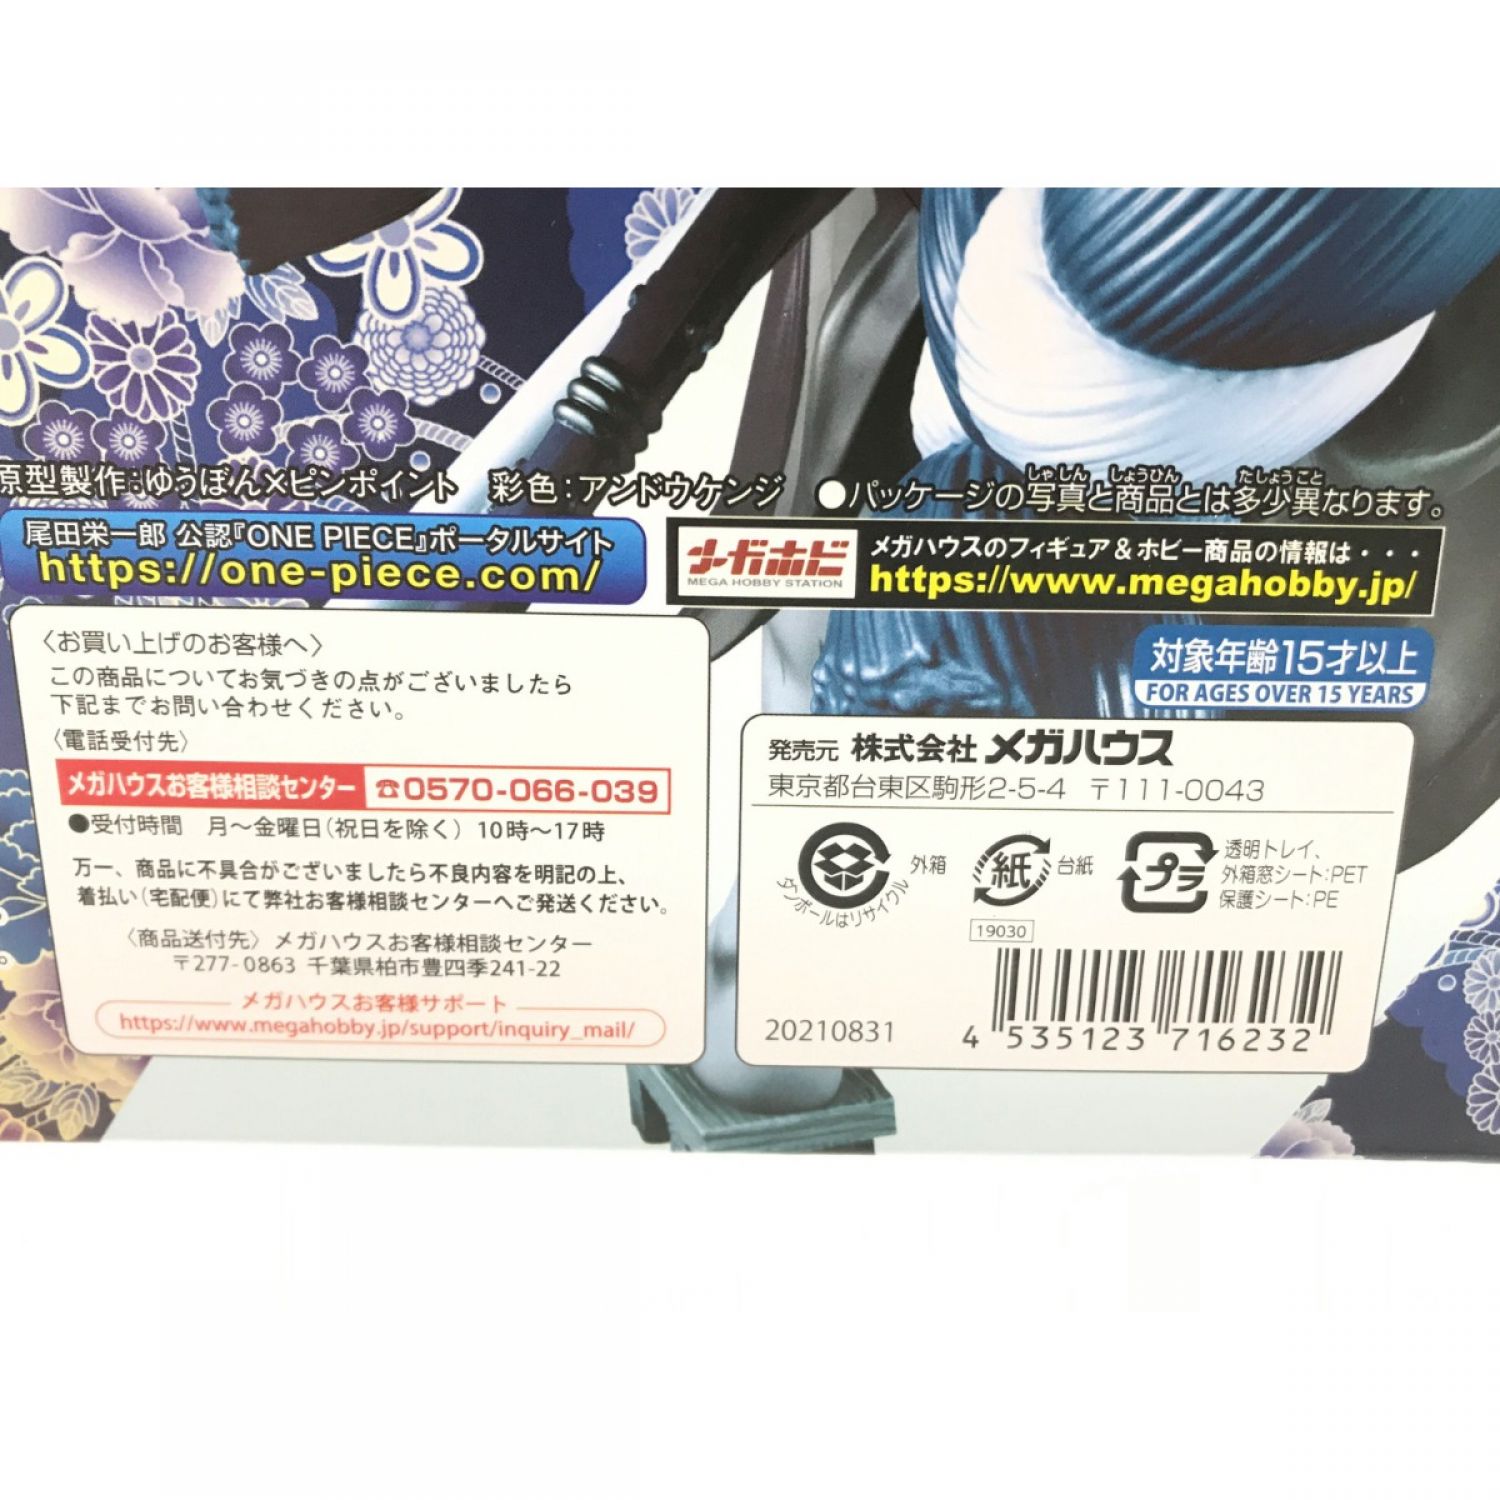 原型製作:ゆうぼん×ピンポイント 彩色:アンドウケンジ ●パッケージの写真と商品とは多少異なります。
しゃしん しょうひん たしょうこと
尾田栄一郎 公認『ONE PIECE』ポータルサイト
https://one-piece.com/
メガホビ
MEGA HOBBY STATION
メガハウスのフィギュア&ホビー商品の情報は・・・
https://www.megahobby.jp/
対象年齢15才以上
FOR AGES OVER 15 YEARS
〈お買い上げのお客様へ〉
この商品についてお気づきの点がございましたら
下記までお問い合わせください。
〈電話受付先〉
メガハウスお客様相談センター ☎0570-066-039
●受付時間 月〜金曜日(祝日を除く) 10時〜17時
万一、商品に不具合がございましたら不良内容を明記の上、
着払い(宅配便)にて弊社お客様相談センターへご発送ください。
〈商品送付先〉メガハウスお客様相談センター
〒277-0863 千葉県柏市豊四季241-22
メガハウスお客様サポート
https://www.megahobby.jp/support/inquiry_mail/
発売元 株式会社 メガハウス
東京都台東区駒形2-5-4 〒111-0043
ダンボールはリサイクル
外箱
紙
台紙
プラ
透明トレイ、
外箱窓シート:PET
保護シート:PE
19030
20210831
4 535123 716232